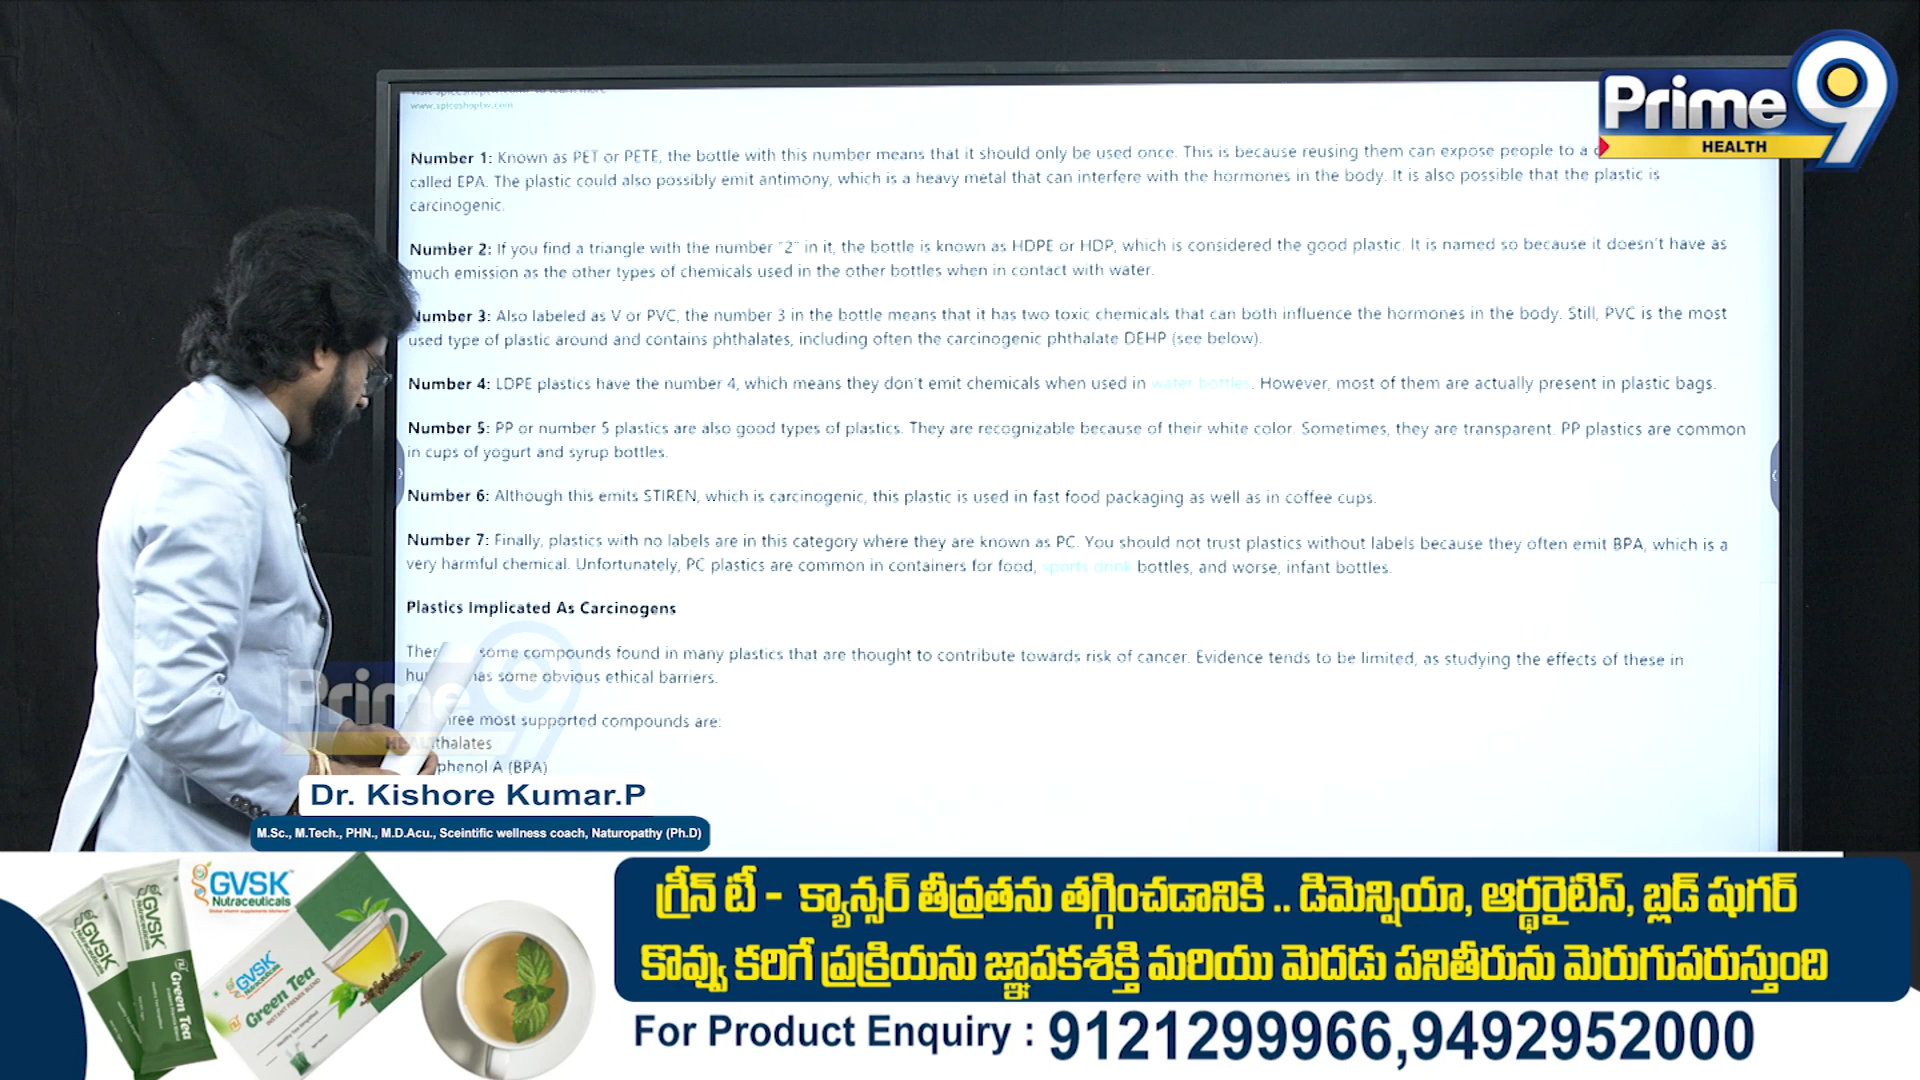 www.spiceshoptw.com
Prime9
HEALTH
Number 1: Known as PET or PETE, the bottle with this number means that it should only be used once. This is because reusing them can expose people to a
called EPA. The plastic could also possibly emit antimony, which is a heavy metal that can interfere with the hormones in the body. It is also possible that the plastic is
carcinogenic.
Number 2: If you find a triangle with the number "2" in it, the bottle is known as HDPE or HDP, which is considered the good plastic. It is named so because it doesn't have as
much emission as the other types of chemicals used in the other bottles when in contact with water.
Number 3: Also labeled as V or PVC, the number 3 in the bottle means that it has two toxic chemicals that can both influence the hormones in the body. Still, PVC is the most
used type of plastic around and contains phthalates, including often the carcinogenic phthalate DEHP (see below).
Number 4: LDPE plastics have the number 4, which means they don't emit chemicals when used in water bottles. However, most of them are actually present in plastic bags.
Number 5: PP or number 5 plastics are also good types of plastics. They are recognizable because of their white color. Sometimes, they are transparent. PP plastics are common
in cups of yogurt and syrup bottles.
Number 6: Although this emits STIREN, which is carcinogenic, this plastic is used in fast food packaging as well as in coffee cups.
Number 7: Finally, plastics with no labels are in this category where they are known as PC. You should not trust plastics without labels because they often emit BPA, which is a
very harmful chemical. Unfortunately, PC plastics are common in containers for food, sports drink bottles, and worse, infant bottles.
Plastics Implicated As Carcinogens
some compounds found in many plastics that are thought to contribute towards risk of cancer. Evidence tends to be limited, as studying the effects of these in
has some obvious ethical barriers.
Prime9
HEALTH
most supported compounds are:
thalates
phenol A (BPA)
Dr. Kishore Kumar.P
M.Sc., M.Tech., PHN., M.D.Acu., Sceintific wellness coach, Naturopathy (Ph.D)
GVSK
Nutraceuticals
GVSK
GVSK
Green Tea
GVSK
Nutraceuticals
Green Tea
INSTANT PREMIX BLEND
గ్రీన్ టీ - క్యాన్సర్ తీవ్రతను తగ్గించడానికి .. డిమెన్షియా, ఆర్థరైటిస్, బ్లడ్ షుగర్
కొవ్వు కరిగే ప్రక్రియను జ్ఞాపకశక్తి మరియు మెదడు పనితీరును మెరుగుపరుస్తుంది
For Product Enquiry : 9121299966,9492952000